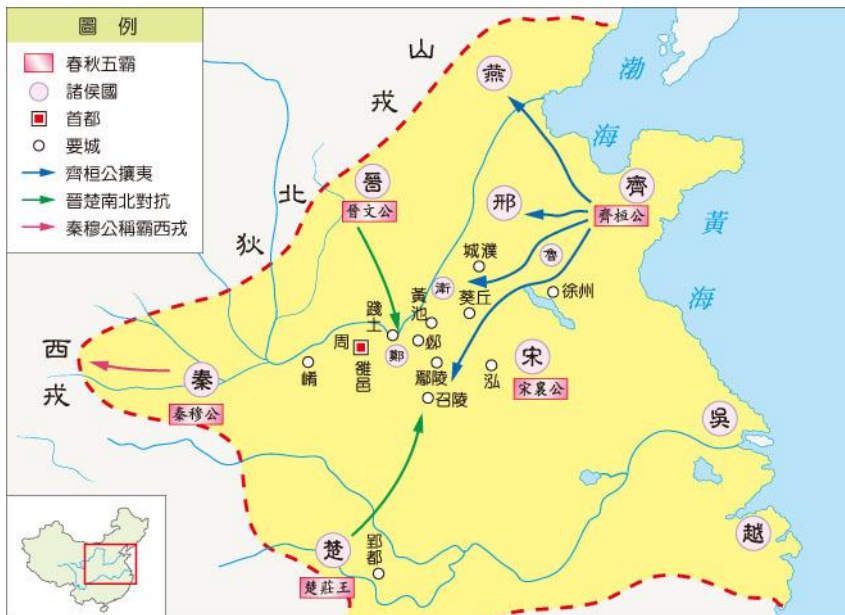 圖例
春秋五霸
諸侯國
首都
要城
齊桓公攘夷
晉楚南北對抗
秦穆公稱霸西戎
山戎
北狄
西戎
渤海
黃海
燕
晉
晉文公
邢
齊
齊桓公
魯
城濮
衛
葵丘
徐州
黃池
踐土
鄭
邲
周
雒邑
崤
鄢陵
召陵
泓
宋
宋襄公
秦
秦穆公
吳
越
楚
楚莊王
郢都